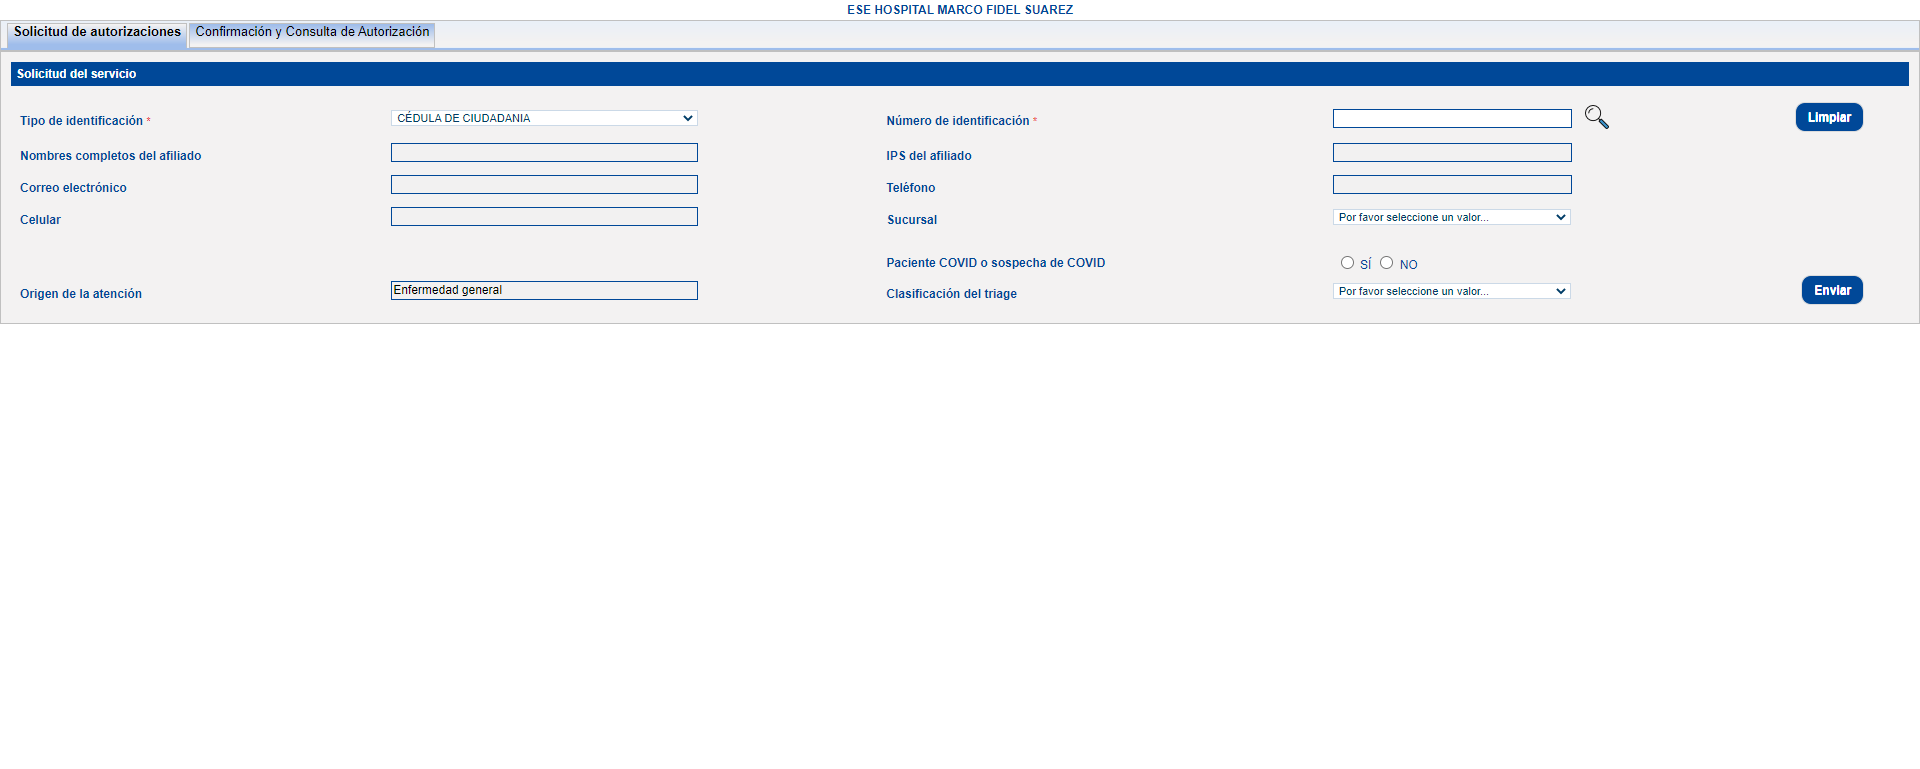 ESE HOSPITAL MARCO FIDEL SUAREZ
Solicitud de autorizaciones Confirmación y Consulta de Autorización
Solicitud del servicio
Tipo de identificación * CÉDULA DE CIUDADANIA Número de identificación * Limpiar
Nombres completos del afiliado IPS del afiliado
Correo electrónico Teléfono
Celular Sucursal Por favor seleccione un valor...
Paciente COVID o sospecha de COVID SÍ NO
Origen de la atención Enfermedad general Clasificación del triage Por favor seleccione un valor... Enviar